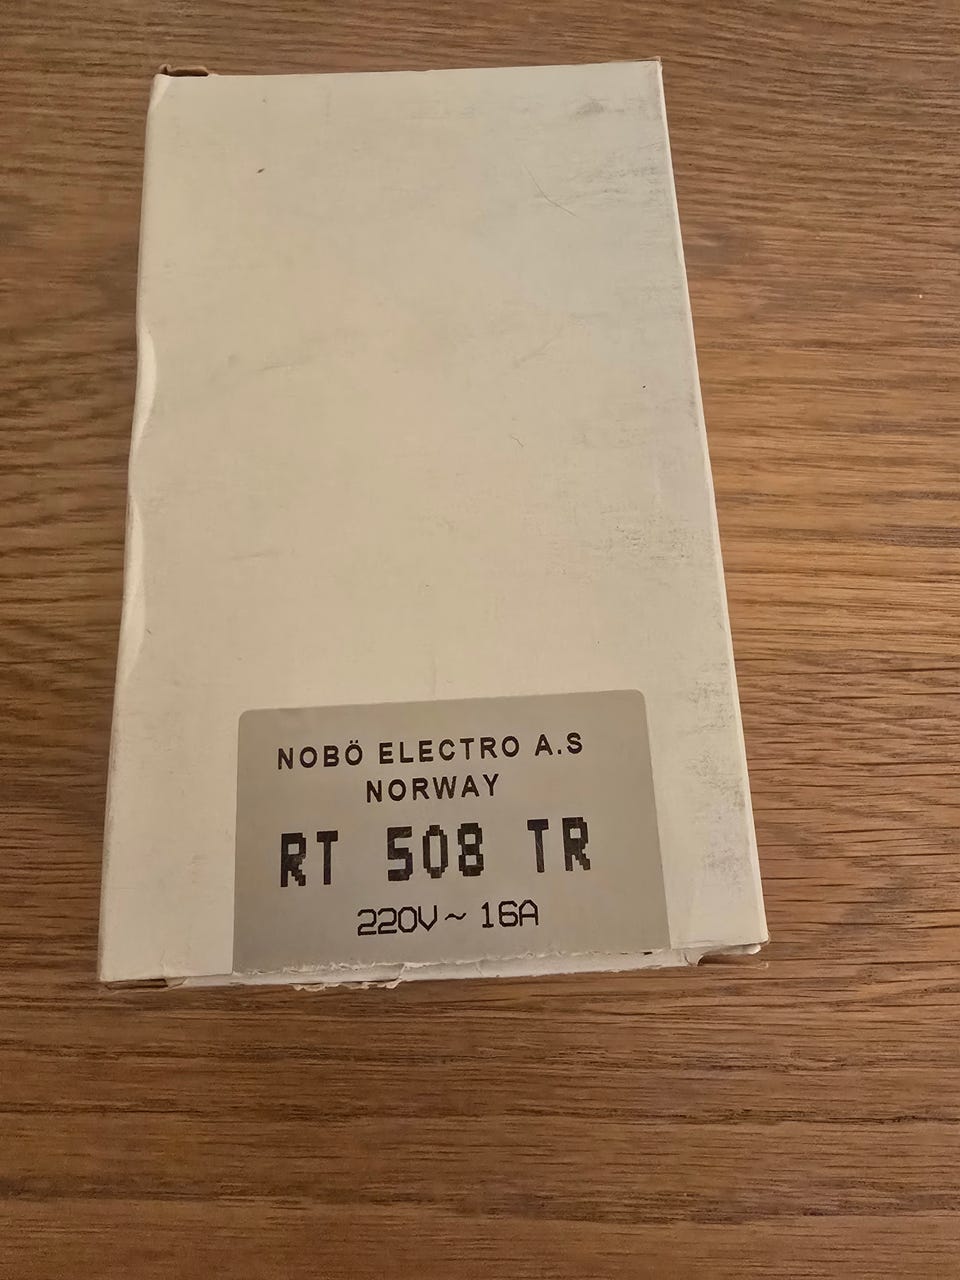 NOBÖ ELECTRO A.S
NORWAY
RT 508 TR
220V~ 16A